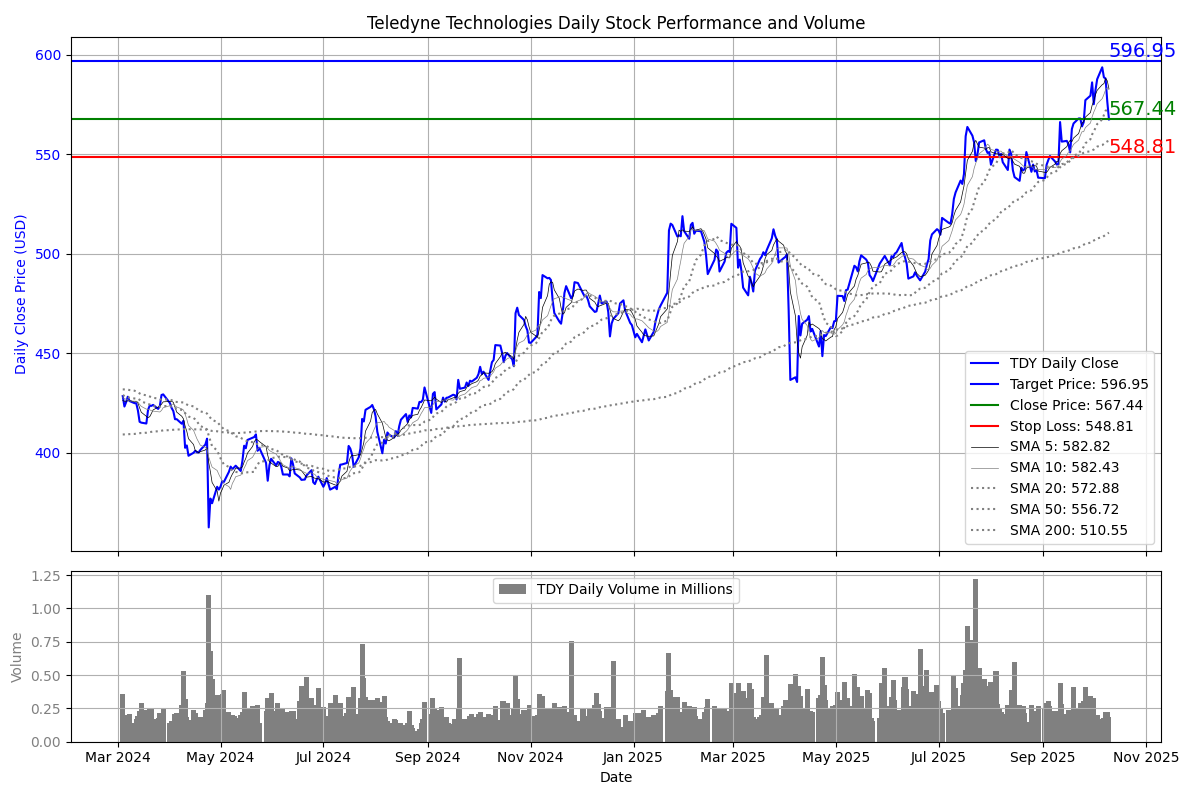 Teledyne Technologies Daily Stock Performance and Volume
600
550
500
450
400
Daily Close Price (USD)
596.95
567.44
548.81
TDY Daily Close
Target Price: 596.95
Close Price: 567.44
Stop Loss: 548.81
SMA 5: 582.82
SMA 10: 582.43
SMA 20: 572.88
SMA 50: 556.72
SMA 200: 510.55
1.25
1.00
0.75
0.50
0.25
0.00
Volume
TDY Daily Volume in Millions
Mar 2024 May 2024 Jul 2024 Sep 2024 Nov 2024 Jan 2025 Mar 2025 May 2025 Jul 2025 Sep 2025 Nov 2025
Date